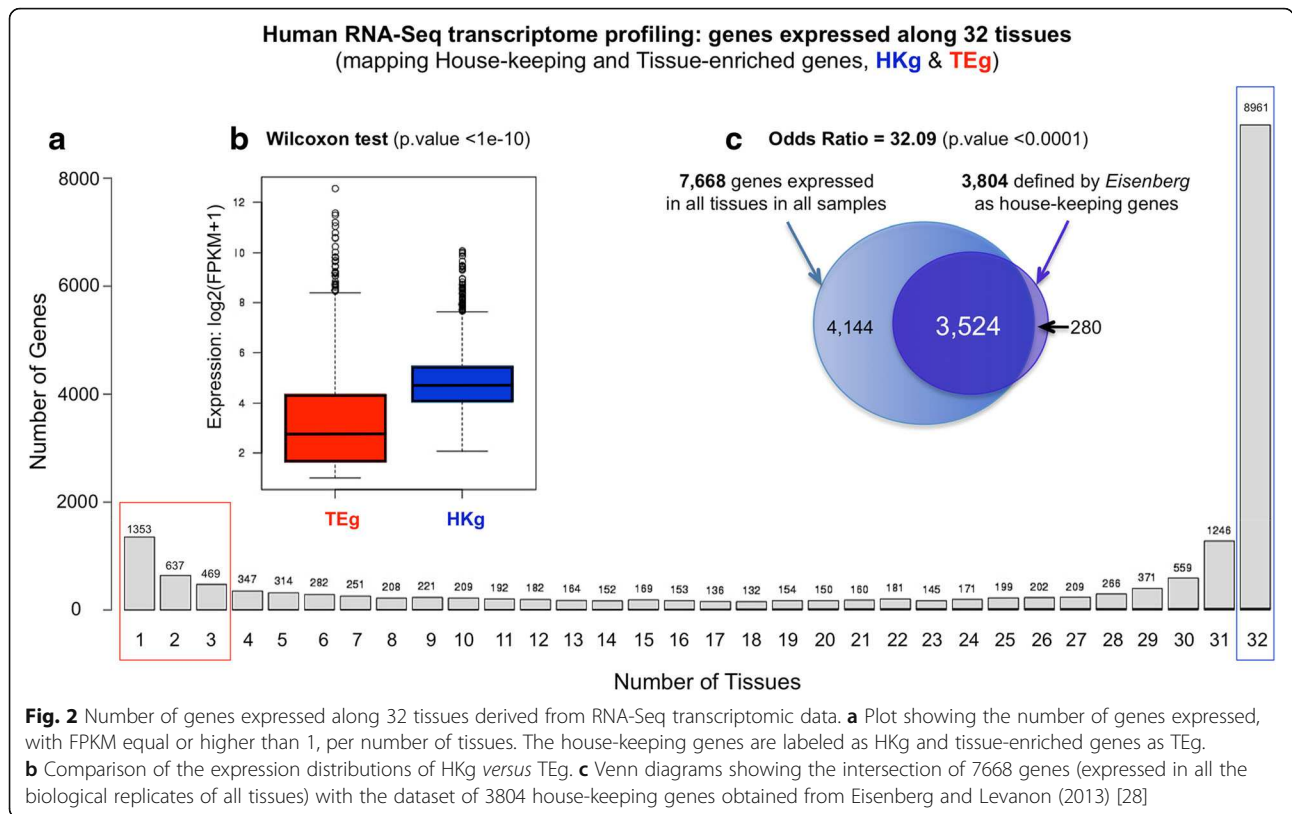 Human RNA-Seq transcriptome profiling: genes expressed along 32 tissues
(mapping House-keeping and Tissue-enriched genes, HKg & TEg)
a
Number of Genes
8000
6000
4000
2000
0
1353
637
469
347
314
282
251
208
221
209
192
182
164
152
169
153
136
132
154
150
160
181
145
171
199
202
209
266
371
559
1246
8961
1 2 3 4 5 6 7 8 9 10 11 12 13 14 15 16 17 18 19 20 21 22 23 24 25 26 27 28 29 30 31 32
Number of Tissues
b Wilcoxon test (p.value <1e-10)
Expression: log2(FPKM+1)
12
10
8
6
4
2
TEg HKg
c Odds Ratio = 32.09 (p.value <0.0001)
7,668 genes expressed
in all tissues in all samples
3,804 defined by Eisenberg
as house-keeping genes
4,144
3,524
280
Fig. 2 Number of genes expressed along 32 tissues derived from RNA-Seq transcriptomic data. a Plot showing the number of genes expressed,
with FPKM equal or higher than 1, per number of tissues. The house-keeping genes are labeled as HKg and tissue-enriched genes as TEg.
b Comparison of the expression distributions of HKg versus TEg. c Venn diagrams showing the intersection of 7668 genes (expressed in all the
biological replicates of all tissues) with the dataset of 3804 house-keeping genes obtained from Eisenberg and Levanon (2013) [28]